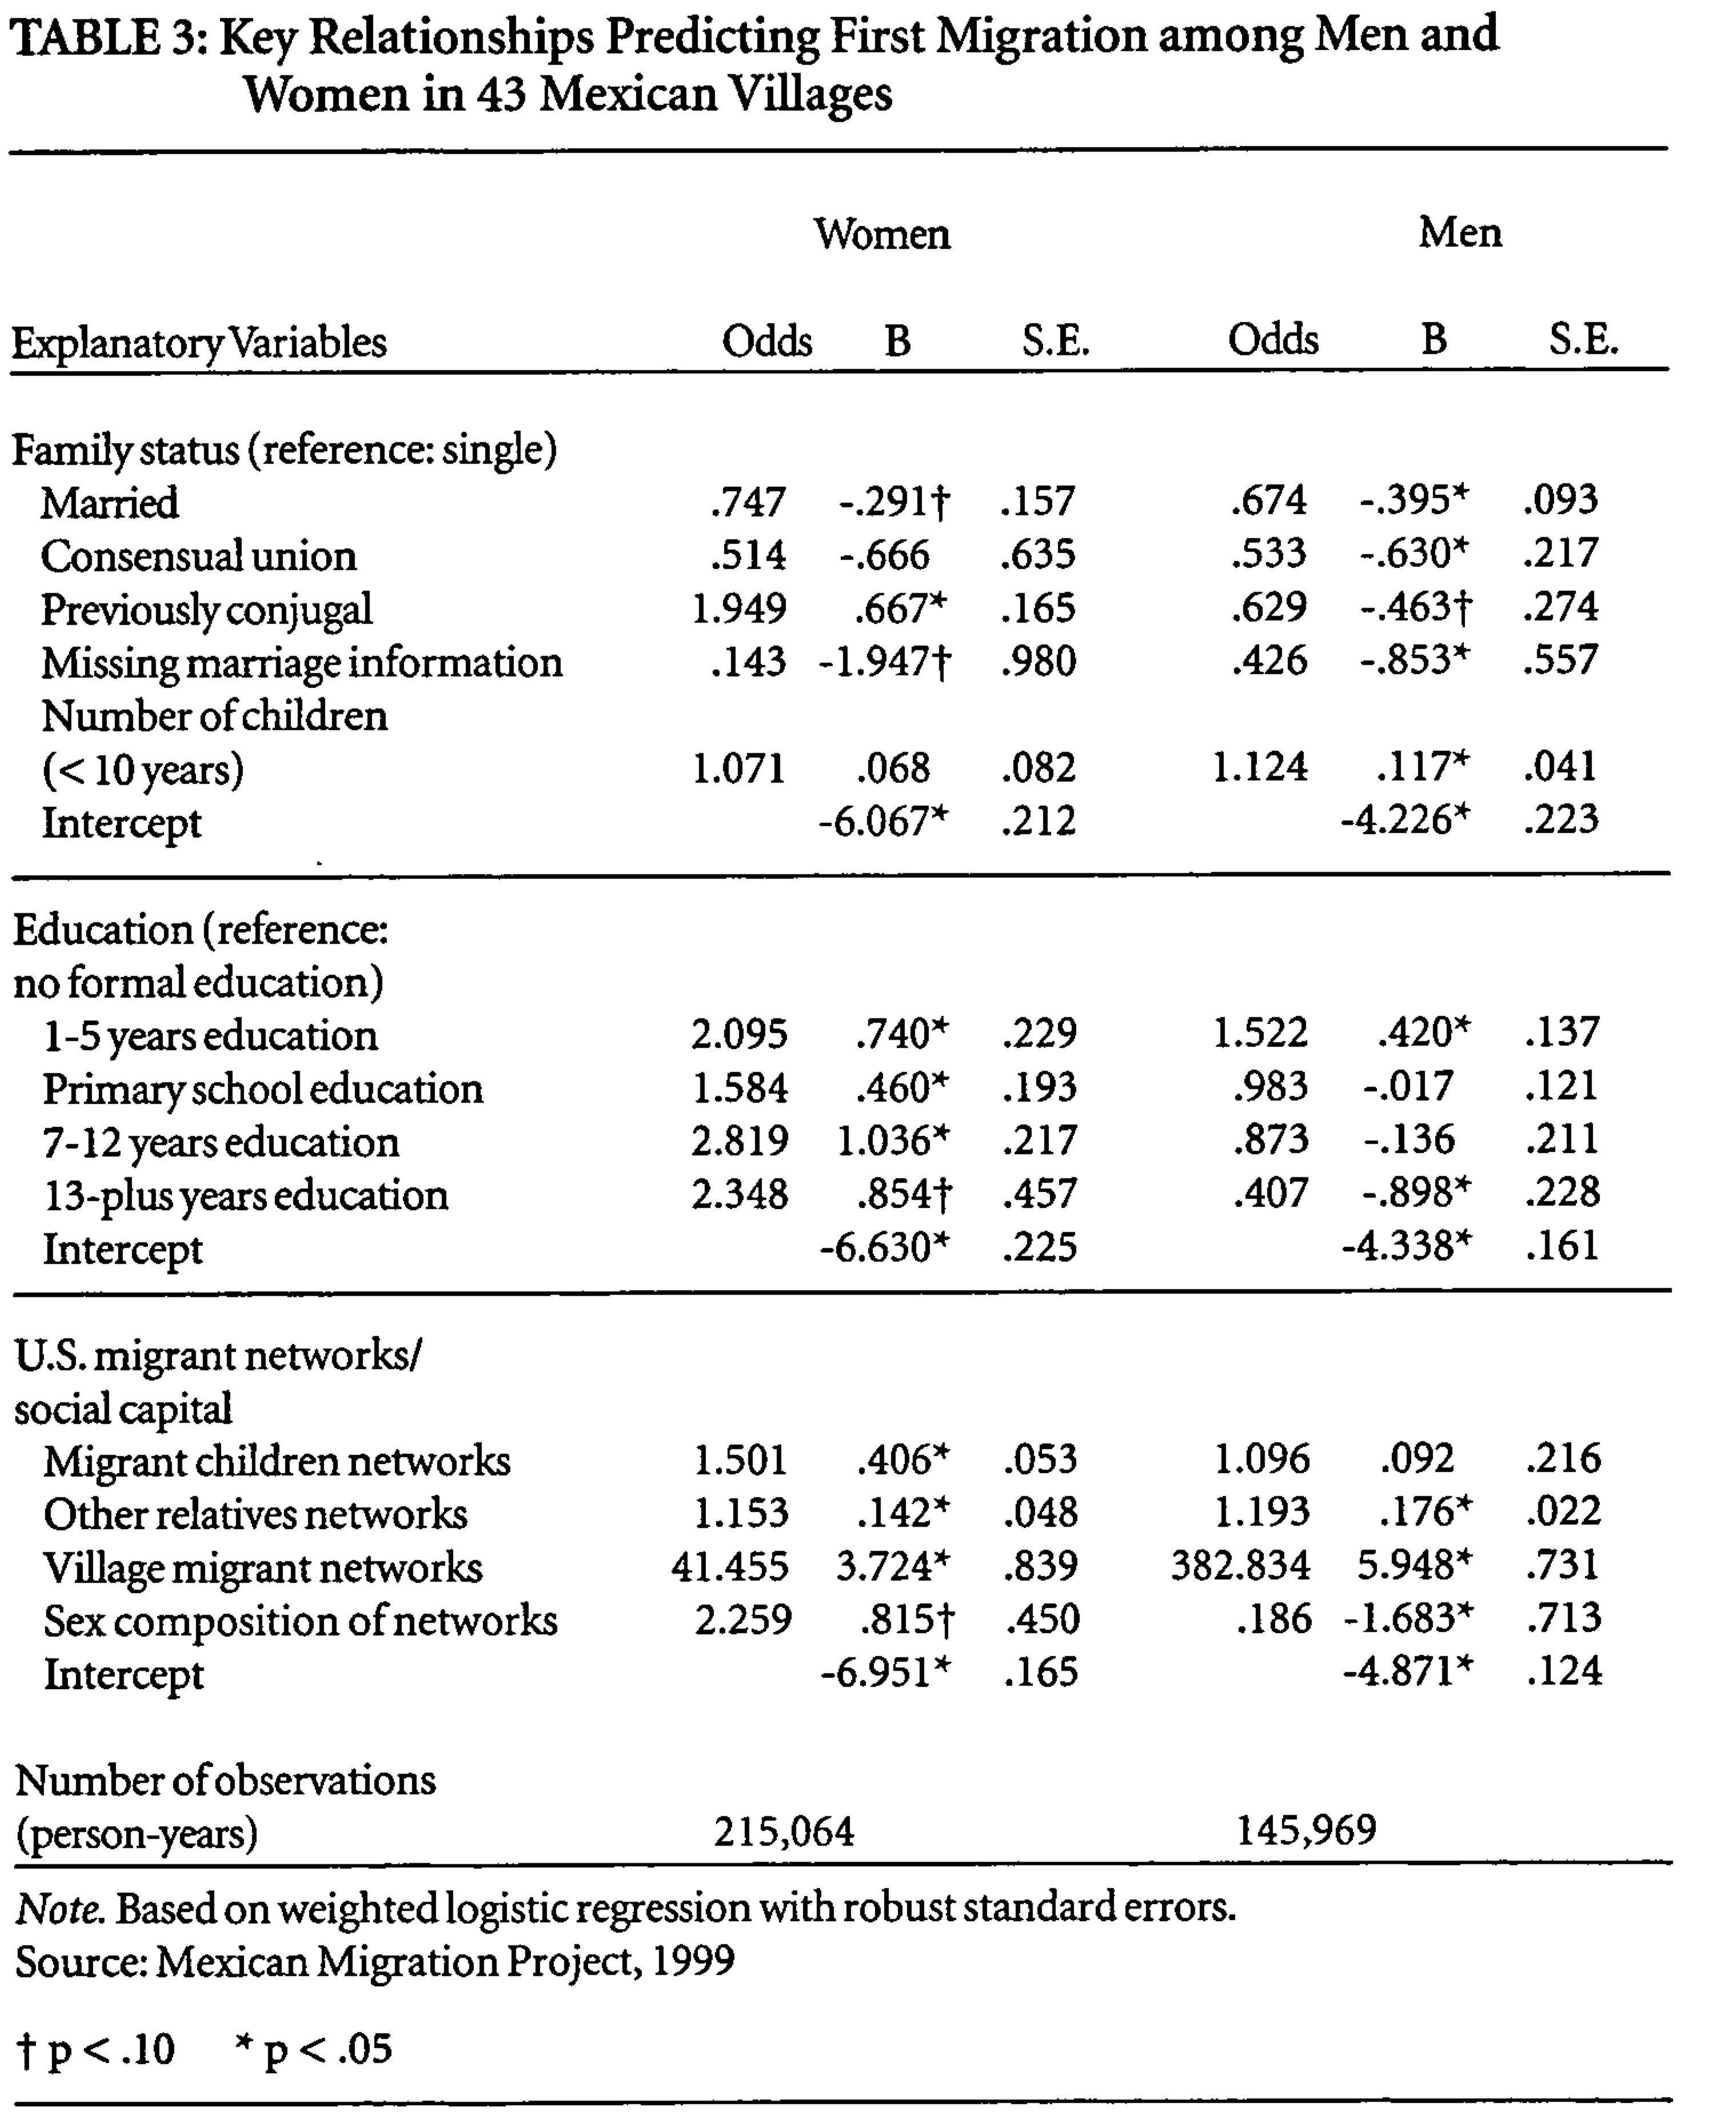 TABLE 3: Key Relationships Predicting First Migration among Men and
Women in 43 Mexican Villages
Women Men
Explanatory Variables Odds B S.E. Odds B S.E.
Family status (reference: single)
Married .747 -.291† .157 .674 -.395* .093
Consensual union .514 -.666 .635 .533 -.630* .217
Previously conjugal 1.949 .667* .165 .629 -.463† .274
Missing marriage information .143 -1.947† .980 .426 -.853* .557
Number of children
(< 10 years) 1.071 .068 .082 1.124 .117* .041
Intercept -6.067* .212 -4.226* .223
Education (reference:
no formal education)
1-5 years education 2.095 .740* .229 1.522 .420* .137
Primary school education 1.584 .460* .193 .983 -.017 .121
7-12 years education 2.819 1.036* .217 .873 -.136 .211
13-plus years education 2.348 .854† .457 .407 -.898* .228
Intercept -6.630* .225 -4.338* .161
U.S. migrant networks/
social capital
Migrant children networks 1.501 .406* .053 1.096 .092 .216
Other relatives networks 1.153 .142* .048 1.193 .176* .022
Village migrant networks 41.455 3.724* .839 382.834 5.948* .731
Sex composition of networks 2.259 .815† .450 .186 -1.683* .713
Intercept -6.951* .165 -4.871* .124
Number of observations
(person-years) 215,064 145,969
Note. Based on weighted logistic regression with robust standard errors.
Source: Mexican Migration Project, 1999
† p < .10 * p < .05